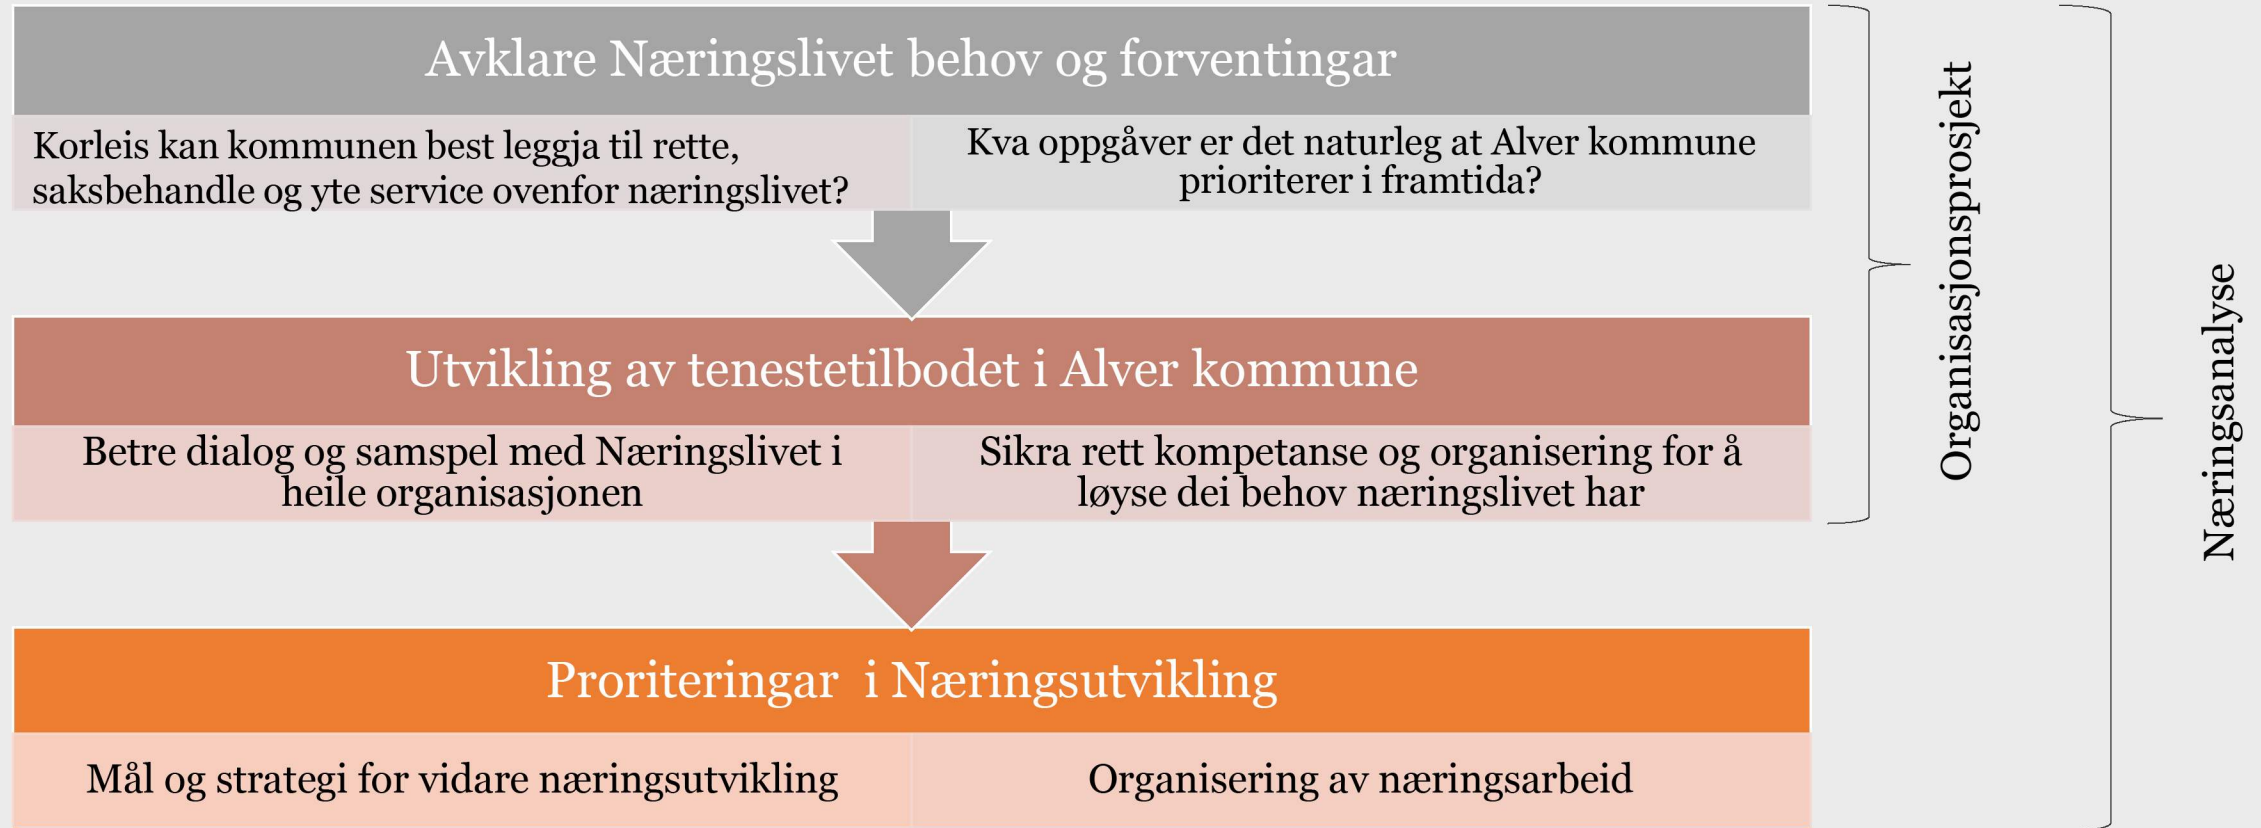 Avklare Næringslivet behov og forventingar
Korleis kan kommunen best leggja til rette,
saksbehandle og yte service ovenfor næringslivet?
Kva oppgåver er det naturleg at Alver kommune
prioriterer i framtida?
Utvikling av tenestetilbodet i Alver kommune
Betre dialog og samspel med Næringslivet i
heile organisasjonen
Sikra rett kompetanse og organisering for å
løyse dei behov næringslivet har
Proriteringar  i Næringsutvikling
Mål og strategi for vidare næringsutvikling
Organisering av næringsarbeid
Organisasjonsprosjekt
Næringsanalyse